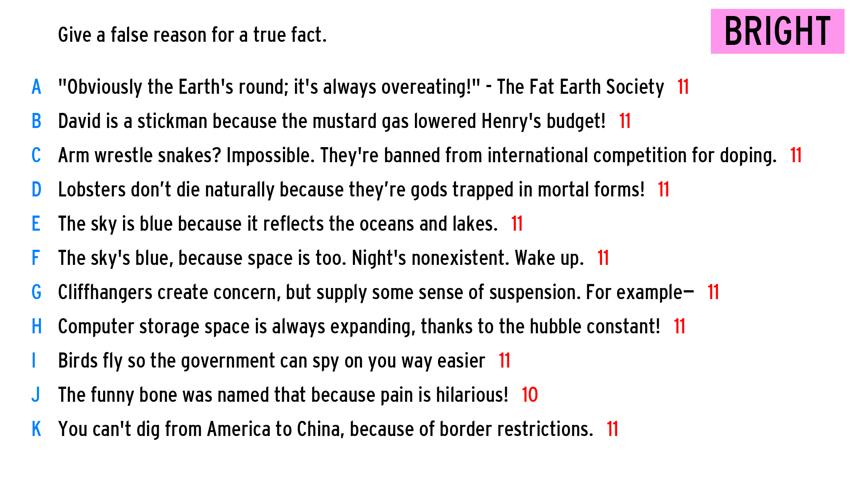 Give a false reason for a true fact.
BRIGHT
A "Obviously the Earth's round; it's always overeating!" - The Fat Earth Society 11
B David is a stickman because the mustard gas lowered Henry's budget! 11
C Arm wrestle snakes? Impossible. They're banned from international competition for doping. 11
D Lobsters don’t die naturally because they’re gods trapped in mortal forms! 11
E The sky is blue because it reflects the oceans and lakes. 11
F The sky's blue, because space is too. Night's nonexistent. Wake up. 11
G Cliffhangers create concern, but supply some sense of suspension. For example— 11
H Computer storage space is always expanding, thanks to the hubble constant! 11
I Birds fly so the government can spy on you way easier 11
J The funny bone was named that because pain is hilarious! 10
K You can't dig from America to China, because of border restrictions. 11